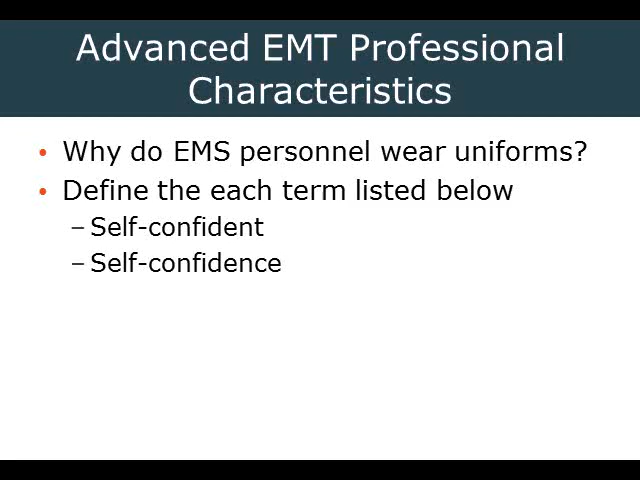 Advanced EMT Professional
Characteristics
• Why do EMS personnel wear uniforms?
• Define the each term listed below
– Self-confident
– Self-confidence